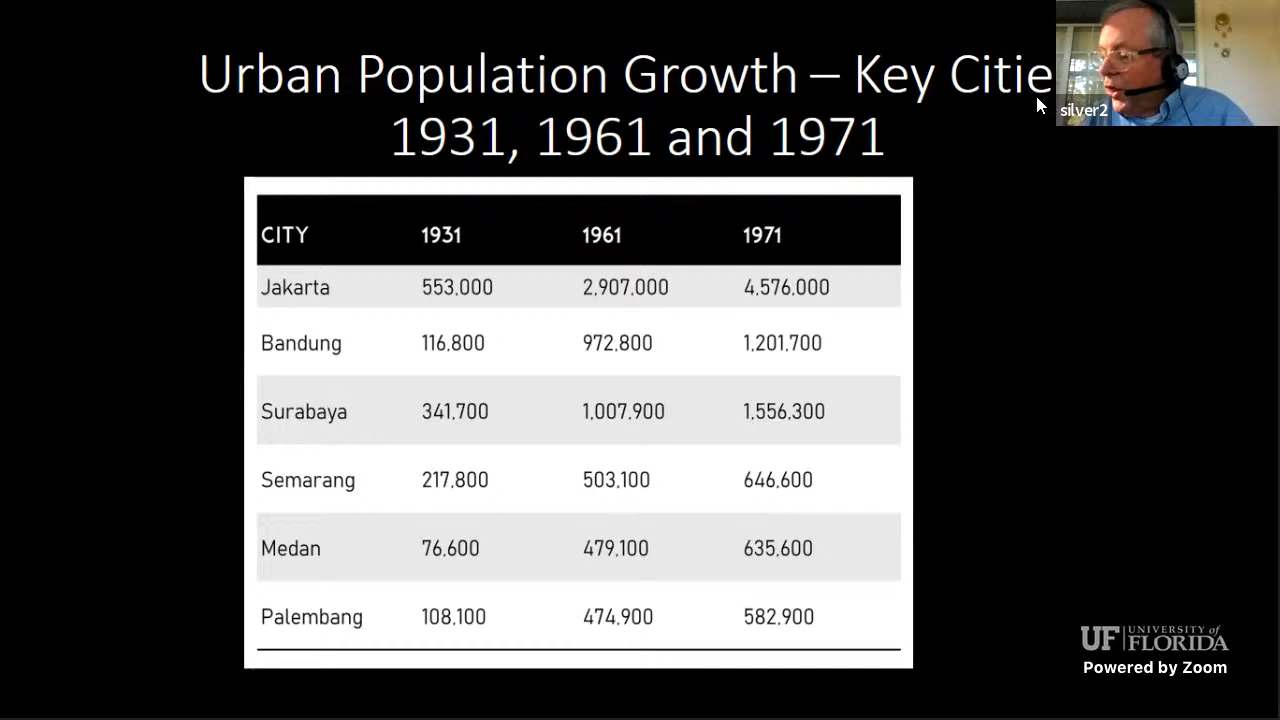 Urban Population Growth – Key Citie
1931, 1961 and 1971
silver2
CITY 1931 1961 1971
Jakarta 553,000 2,907,000 4,576,000
Bandung 116,800 972,800 1,201,700
Surabaya 341,700 1,007,900 1,556,300
Semarang 217,800 503,100 646,600
Medan 76,600 479,100 635,600
Palembang 108,100 474,900 582,900
UF UNIVERSITY of
FLORIDA
Powered by Zoom